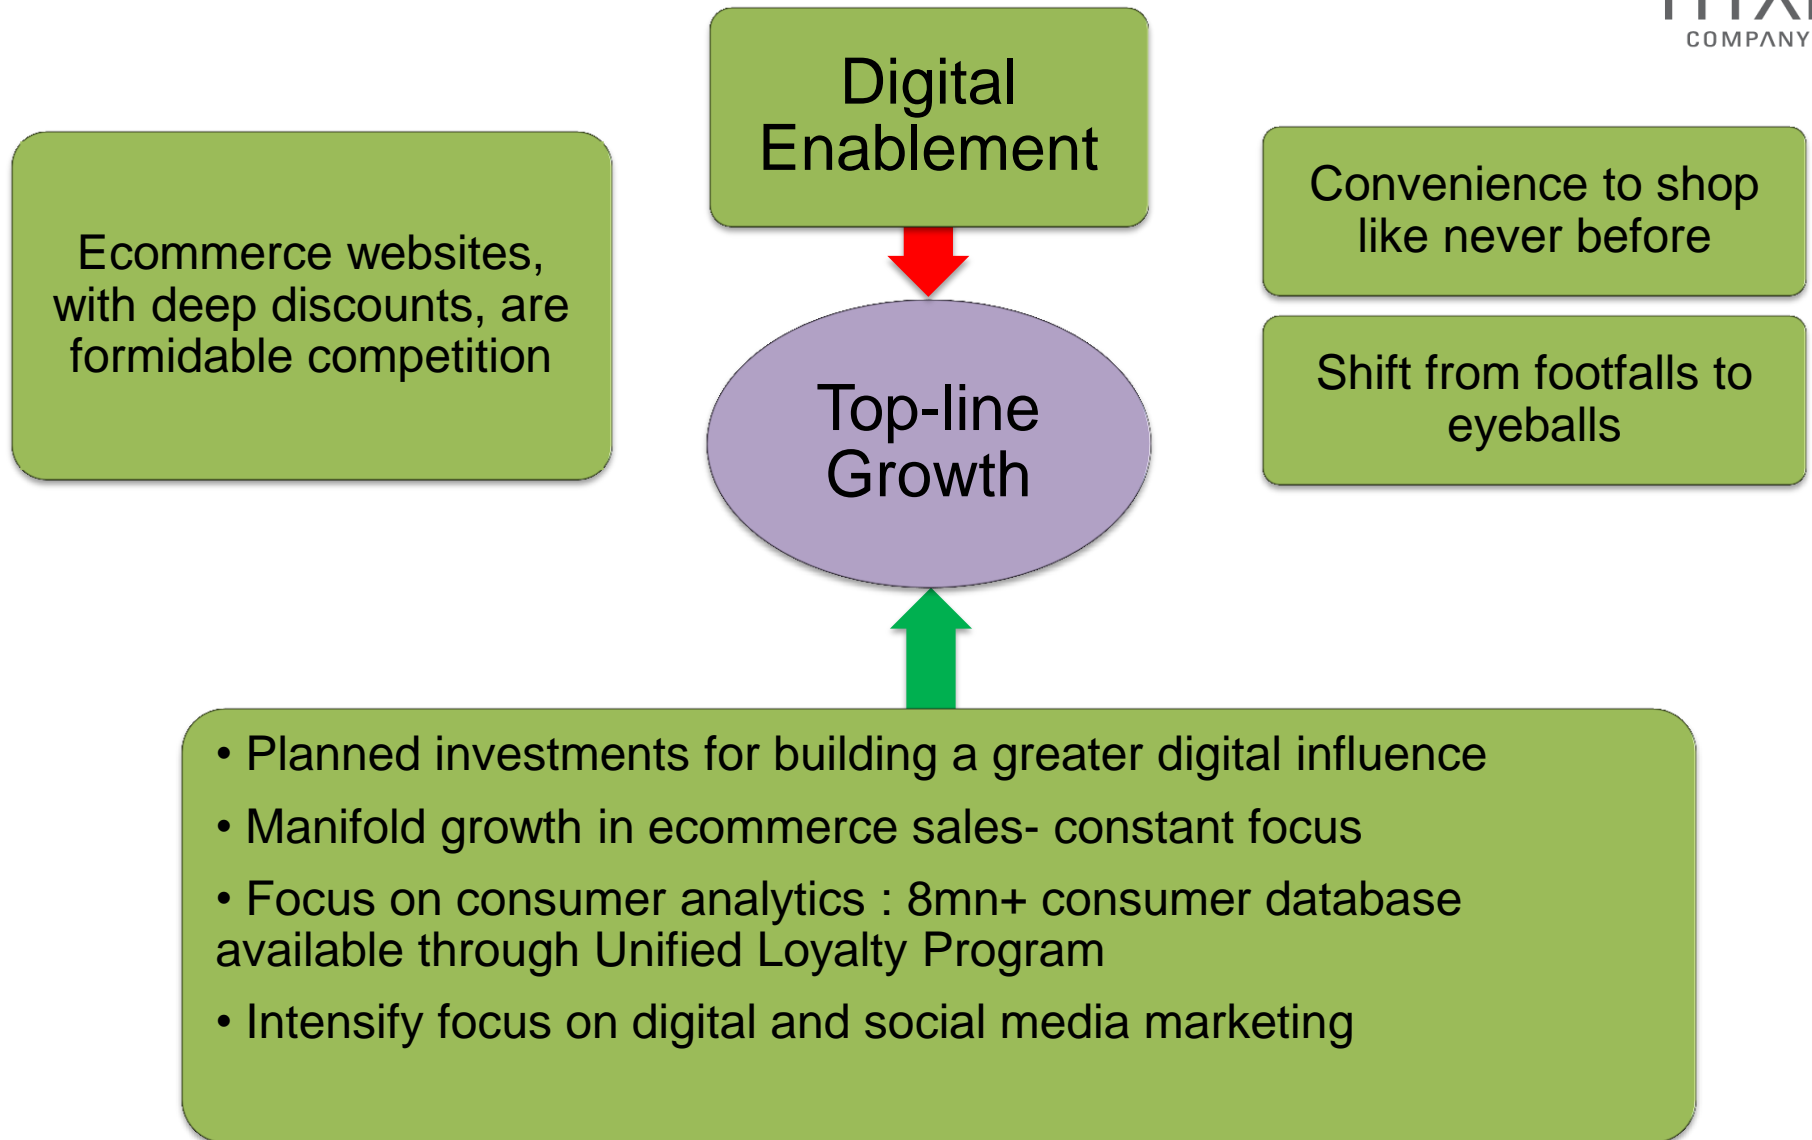 COMPANY
Digital
Enablement
Ecommerce websites,
with deep discounts, are
formidable competition
Convenience to shop
like never before
Shift from footfalls to
eyeballs
Top-line
Growth
• Planned investments for building a greater digital influence
• Manifold growth in ecommerce sales- constant focus
• Focus on consumer analytics : 8mn+ consumer database
available through Unified Loyalty Program
• Intensify focus on digital and social media marketing